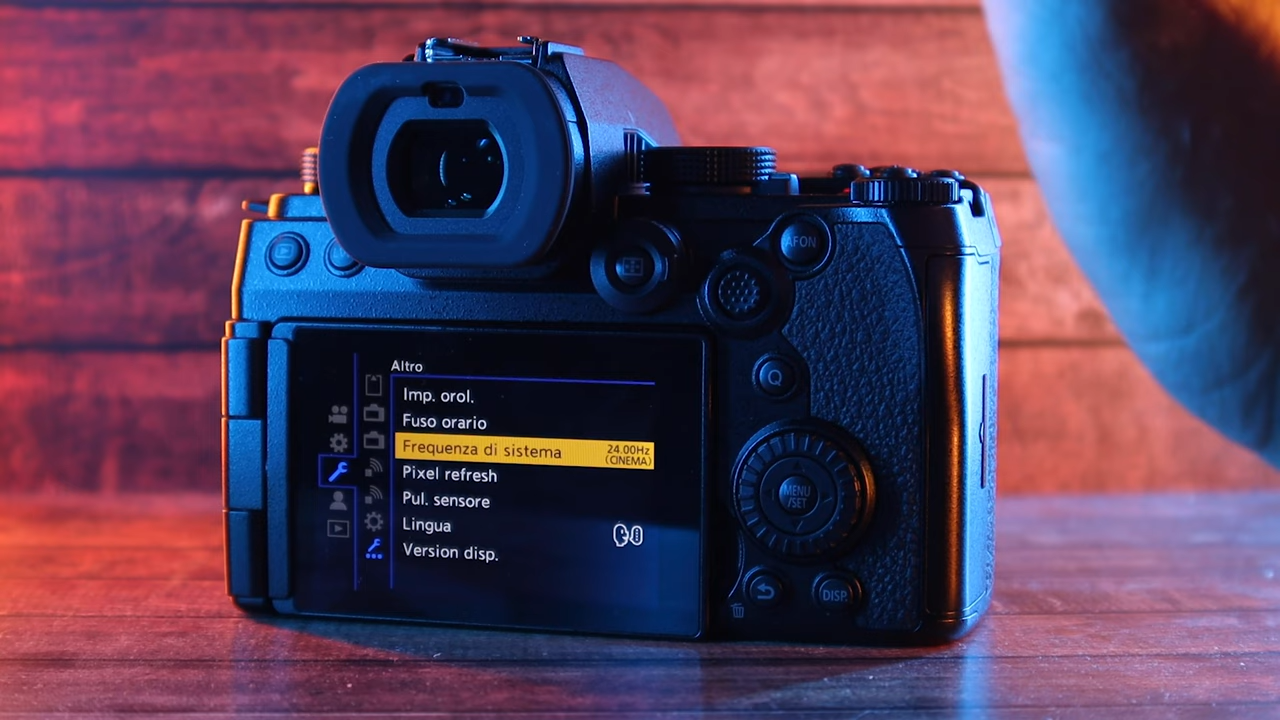 AFON
Q
Altro
Imp. orol.
Fuso orario
Frequenza di sistema 24.00Hz
(CINEMA)
Pixel refresh
Pul. sensore
Lingua
Version disp.
MENU
/SET
DISP.